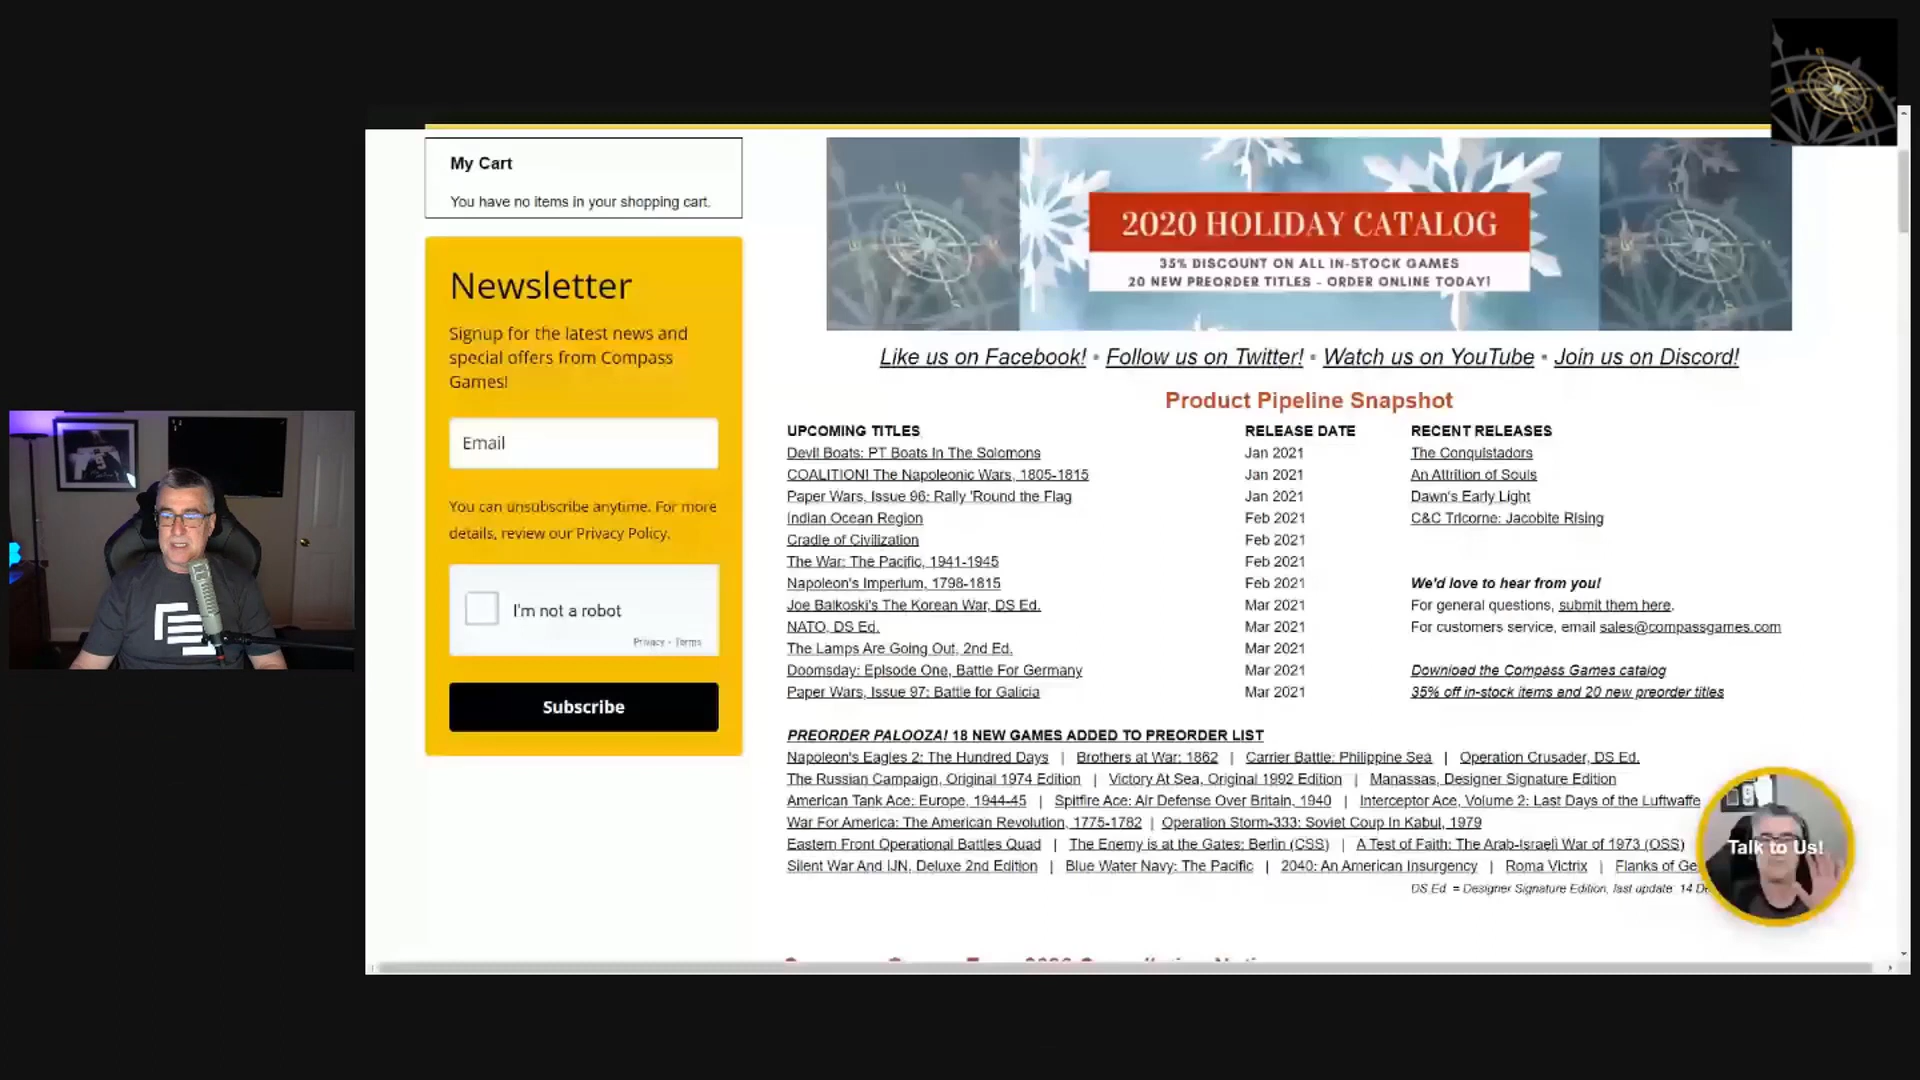 My Cart
You have no items in your shopping cart.
Newsletter
Signup for the latest news and
special offers from Compass
Games!
Email
You can unsubscribe anytime. For more
details, review our Privacy Policy.
I'm not a robot
Privacy - Terms
Subscribe
2020 HOLIDAY CATALOG
35% DISCOUNT ON ALL IN-STOCK GAMES
20 NEW PREORDER TITLES - ORDER ONLINE TODAY!
Like us on Facebook! • Follow us on Twitter! • Watch us on YouTube • Join us on Discord!
Product Pipeline Snapshot
UPCOMING TITLES RELEASE DATE RECENT RELEASES
Devil Boats: PT Boats In The Solomons Jan 2021 The Conquistadors
COALITION! The Napoleonic Wars, 1805-1815 Jan 2021 An Attrition of Souls
Paper Wars, Issue 96: Rally 'Round the Flag Jan 2021 Dawn's Early Light
Indian Ocean Region Feb 2021 C&C Tricorne: Jacobite Rising
Cradle of Civilization Feb 2021
The War: The Pacific, 1941-1945 Feb 2021
Napoleon's Imperium, 1798-1815 Feb 2021 We'd love to hear from you!
Joe Balkoski's The Korean War, DS Ed. Mar 2021 For general questions, submit them here.
NATO, DS Ed. Mar 2021 For customers service, email sales@compassgames.com
The Lamps Are Going Out, 2nd Ed. Mar 2021
Doomsday: Episode One, Battle For Germany Mar 2021 Download the Compass Games catalog
Paper Wars, Issue 97: Battle for Galicia Mar 2021 35% off in-stock items and 20 new preorder titles
PREORDER PALOOZA! 18 NEW GAMES ADDED TO PREORDER LIST
Napoleon's Eagles 2: The Hundred Days | Brothers at War: 1862 | Carrier Battle: Philippine Sea | Operation Crusader, DS Ed.
The Russian Campaign, Original 1974 Edition | Victory At Sea, Original 1992 Edition | Manassas, Designer Signature Edition
American Tank Ace: Europe, 1944-45 | Spitfire Ace: Air Defense Over Britain, 1940 | Interceptor Ace, Volume 2: Last Days of the Luftwaffe
War For America: The American Revolution, 1775-1782 | Operation Storm-333: Soviet Coup In Kabul, 1979
Eastern Front Operational Battles Quad | The Enemy is at the Gates: Berlin (CSS) | A Test of Faith: The Arab-Israeli War of 1973 (OSS)
Silent War And IJN, Deluxe 2nd Edition | Blue Water Navy: The Pacific | 2040: An American Insurgency | Roma Victrix | Flanks of
DS Ed. = Designer Signature Edition, last update: 14
Talk to Us!